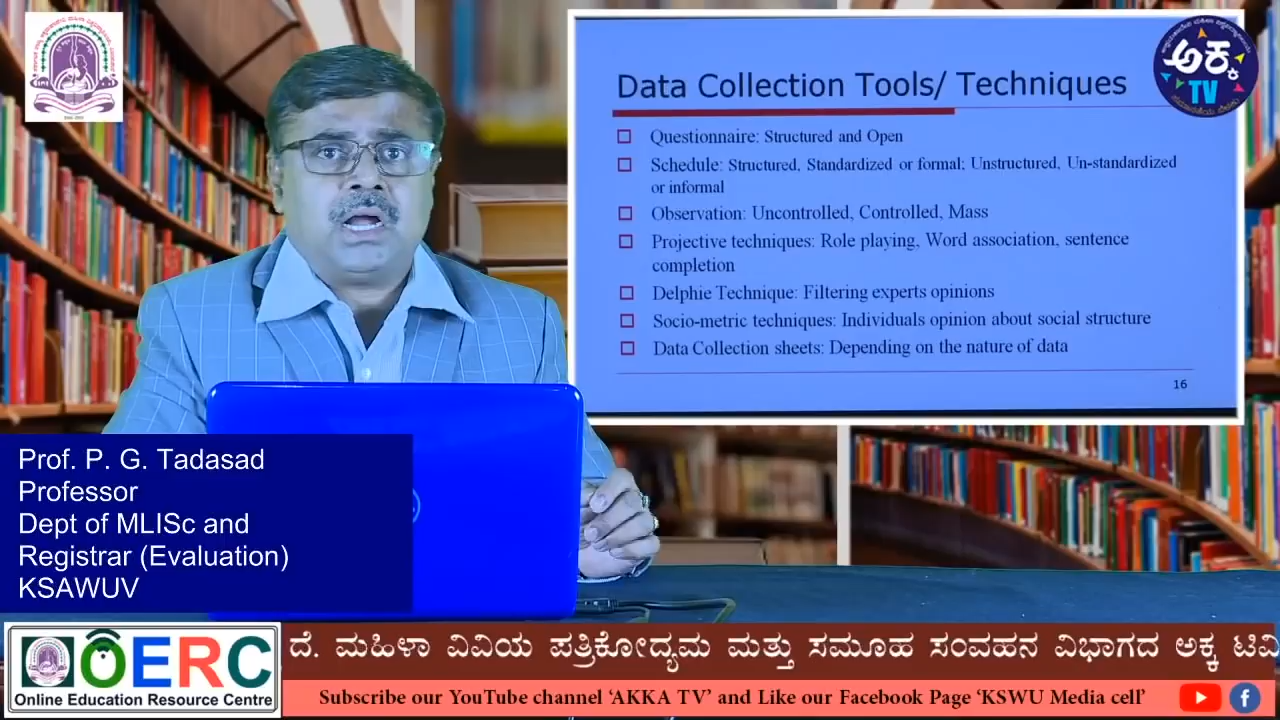 Data Collection Tools/ Techniques
Questionnaire: Structured and Open
Schedule: Structured, Standardized or formal; Unstructured, Un-standardized
or informal
Observation: Uncontrolled, Controlled, Mass
Projective techniques: Role playing, Word association, sentence
completion
Delphie Technique: Filtering experts opinions
Socio-metric techniques: Individuals opinion about social structure
Data Collection sheets: Depending on the nature of data
16
ಅಕ್ಕ
TV
Prof. P. G. Tadasad
Professor
Dept of MLISc and
Registrar (Evaluation)
KSAWUV
OERC
Online Education Resource Centre
ದೆ. ಮಹಿಳಾ ವಿವಿಯ ಪತ್ರಿಕೋದ್ಯಮ ಮತ್ತು ಸಮೂಹ ಸಂವಹನ ವಿಭಾಗದ ಅಕ್ಕ ಟಿವಿ
Subscribe our YouTube channel ‘AKKA TV’ and Like our Facebook Page ‘KSWU Media cell’